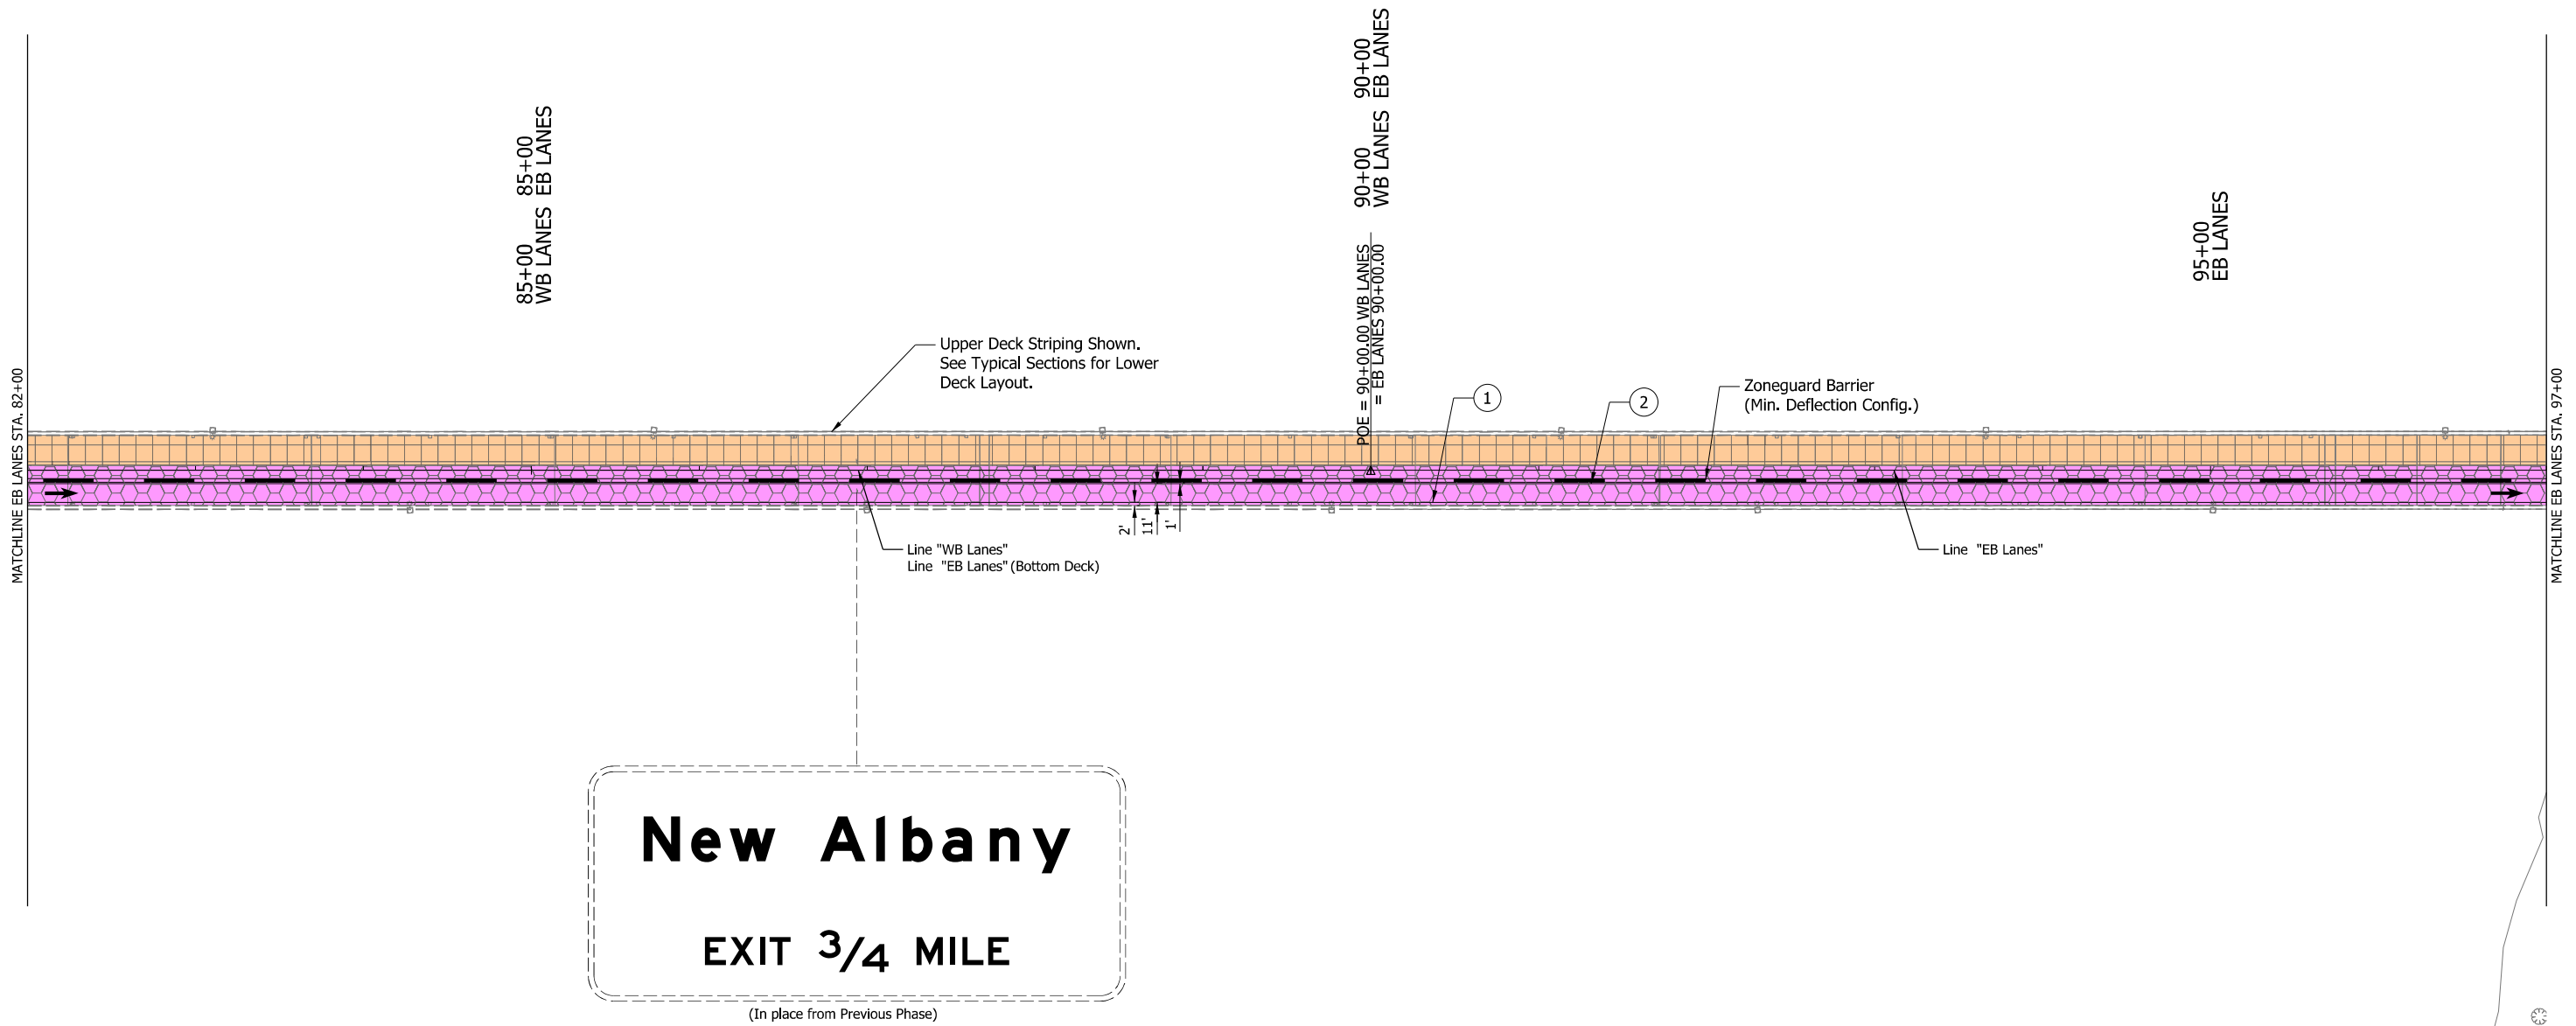 85+00
WB LANES
85+00
EB LANES
90+00
WB LANES
90+00
EB LANES
95+00
EB LANES
POE = 90+00.00 WB LANES
= EB LANES 90+00.00
MATCHLINE EB LANES STA. 82+00
MATCHLINE EB LANES STA. 97+00
Upper Deck Striping Shown.
See Typical Sections for Lower
Deck Layout.
1
2
Zoneguard Barrier
(Min. Deflection Config.)
2'
11'
1'
Line "WB Lanes"
Line "EB Lanes" (Bottom Deck)
Line "EB Lanes"
New Albany
EXIT 3/4 MILE
(In place from Previous Phase)